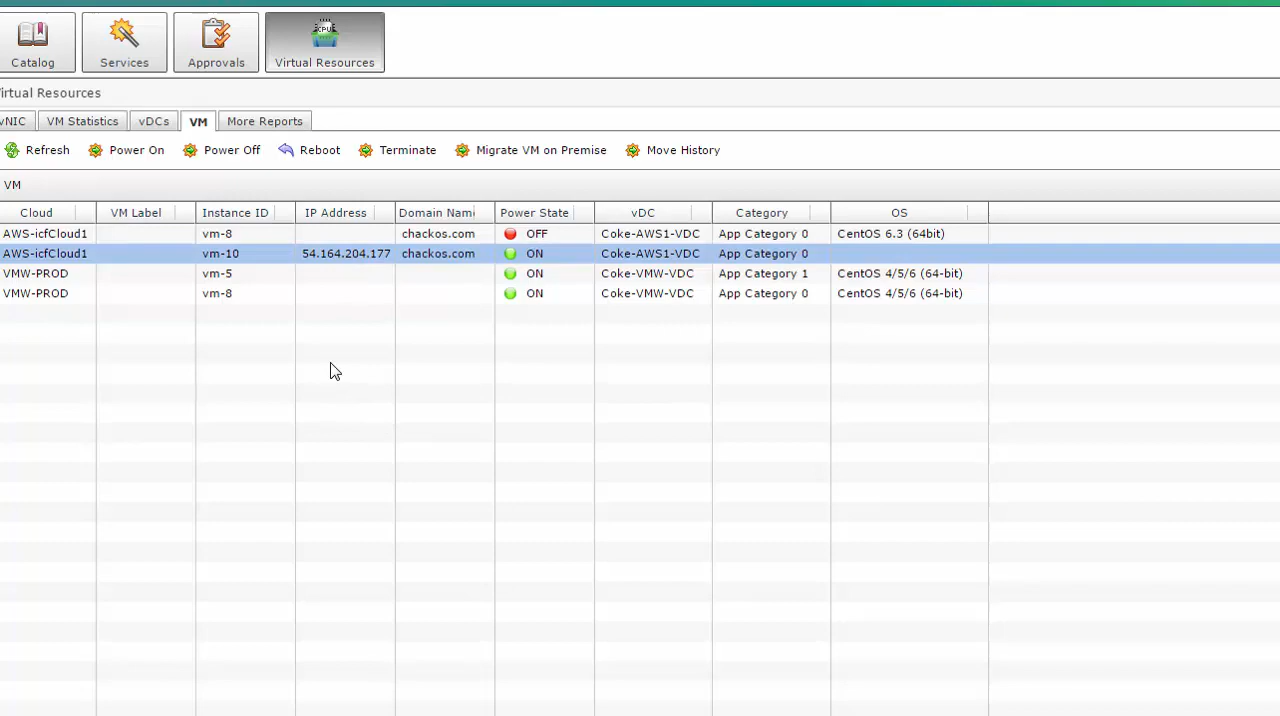 CPU
Catalog Services Approvals Virtual Resources
irtual Resources
vNIC VM Statistics vDCs VM More Reports
Refresh Power On Power Off Reboot Terminate Migrate VM on Premise Move History
VM
Cloud VM Label Instance ID IP Address Domain Nam Power State vDC Category OS
AWS-icfCloud1 vm-8 chackos.com OFF Coke-AWS1-VDC App Category 0 CentOS 6.3 (64bit)
AWS-icfCloud1 vm-10 54.164.204.177 chackos.com ON Coke-AWS1-VDC App Category 0
VMW-PROD vm-5 ON Coke-VMW-VDC App Category 1 CentOS 4/5/6 (64-bit)
VMW-PROD vm-8 ON Coke-VMW-VDC App Category 0 CentOS 4/5/6 (64-bit)